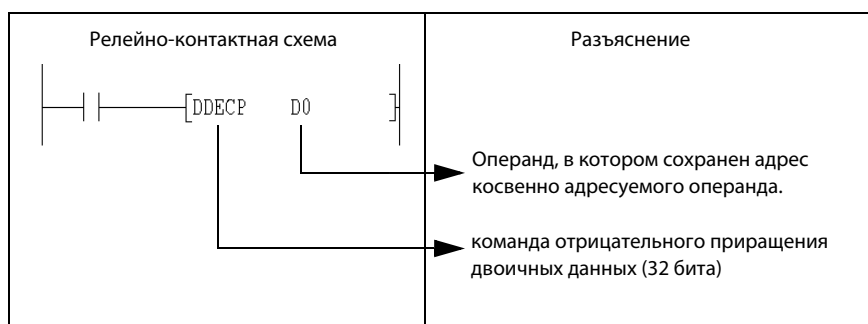 Релейно-контактная схема
Разъяснение
DDECP D0
Операнд, в котором сохранен адрес
косвенно адресуемого операнда.
команда отрицательного приращения
двоичных данных (32 бита)